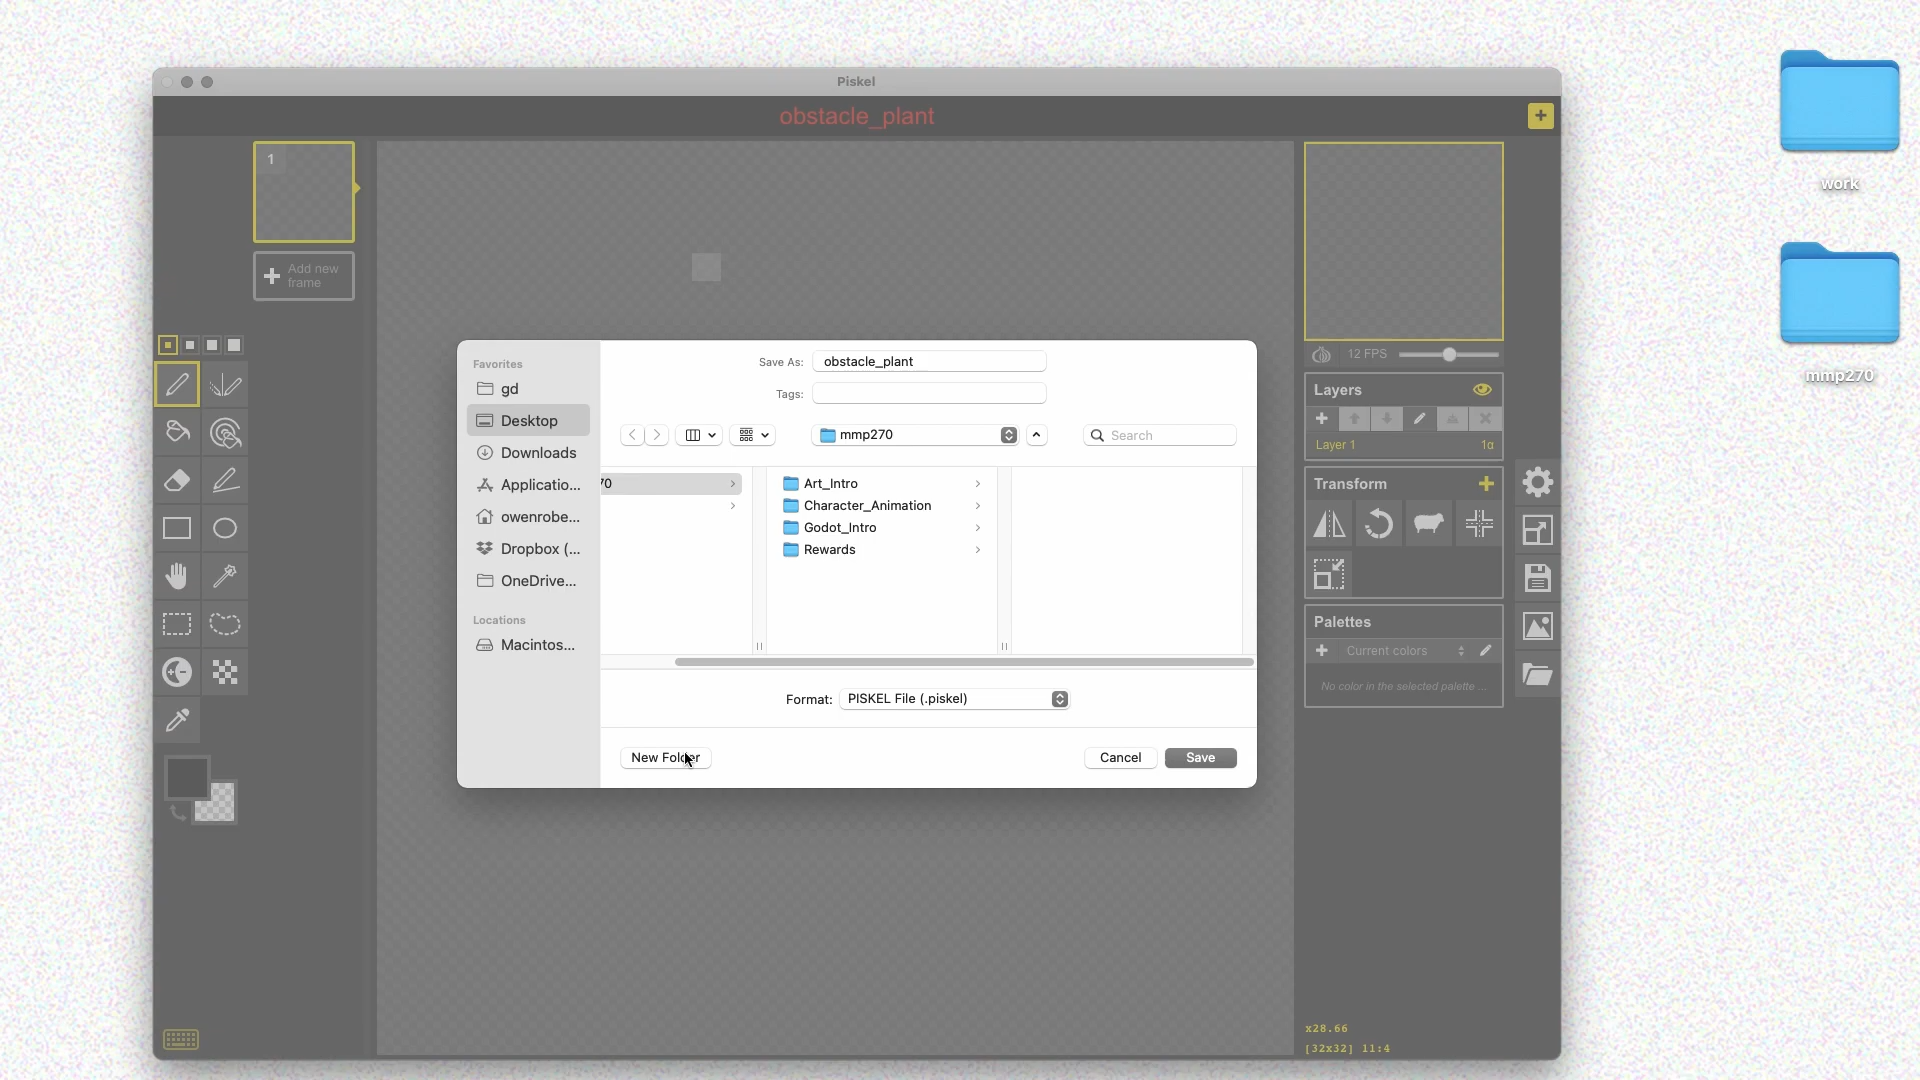 Piskel
obstacle_plant
+
1
Add new
frame
12 FPS
Layers
Layer 1
1α
Transform
Palettes
Current colors
No color in the selected palette ...
x28.66
[32x32] 11:4
Favorites
gd
Desktop
Downloads
Applicatio...
owenrobe...
Dropbox (...
OneDrive...
Locations
Macintos...
Save As:
obstacle_plant
Tags:
mmp270
Search
70
Art_Intro
Character_Animation
Godot_Intro
Rewards
Format:
PISKEL File (.piskel)
New Folder
Cancel
Save
work
mmp270